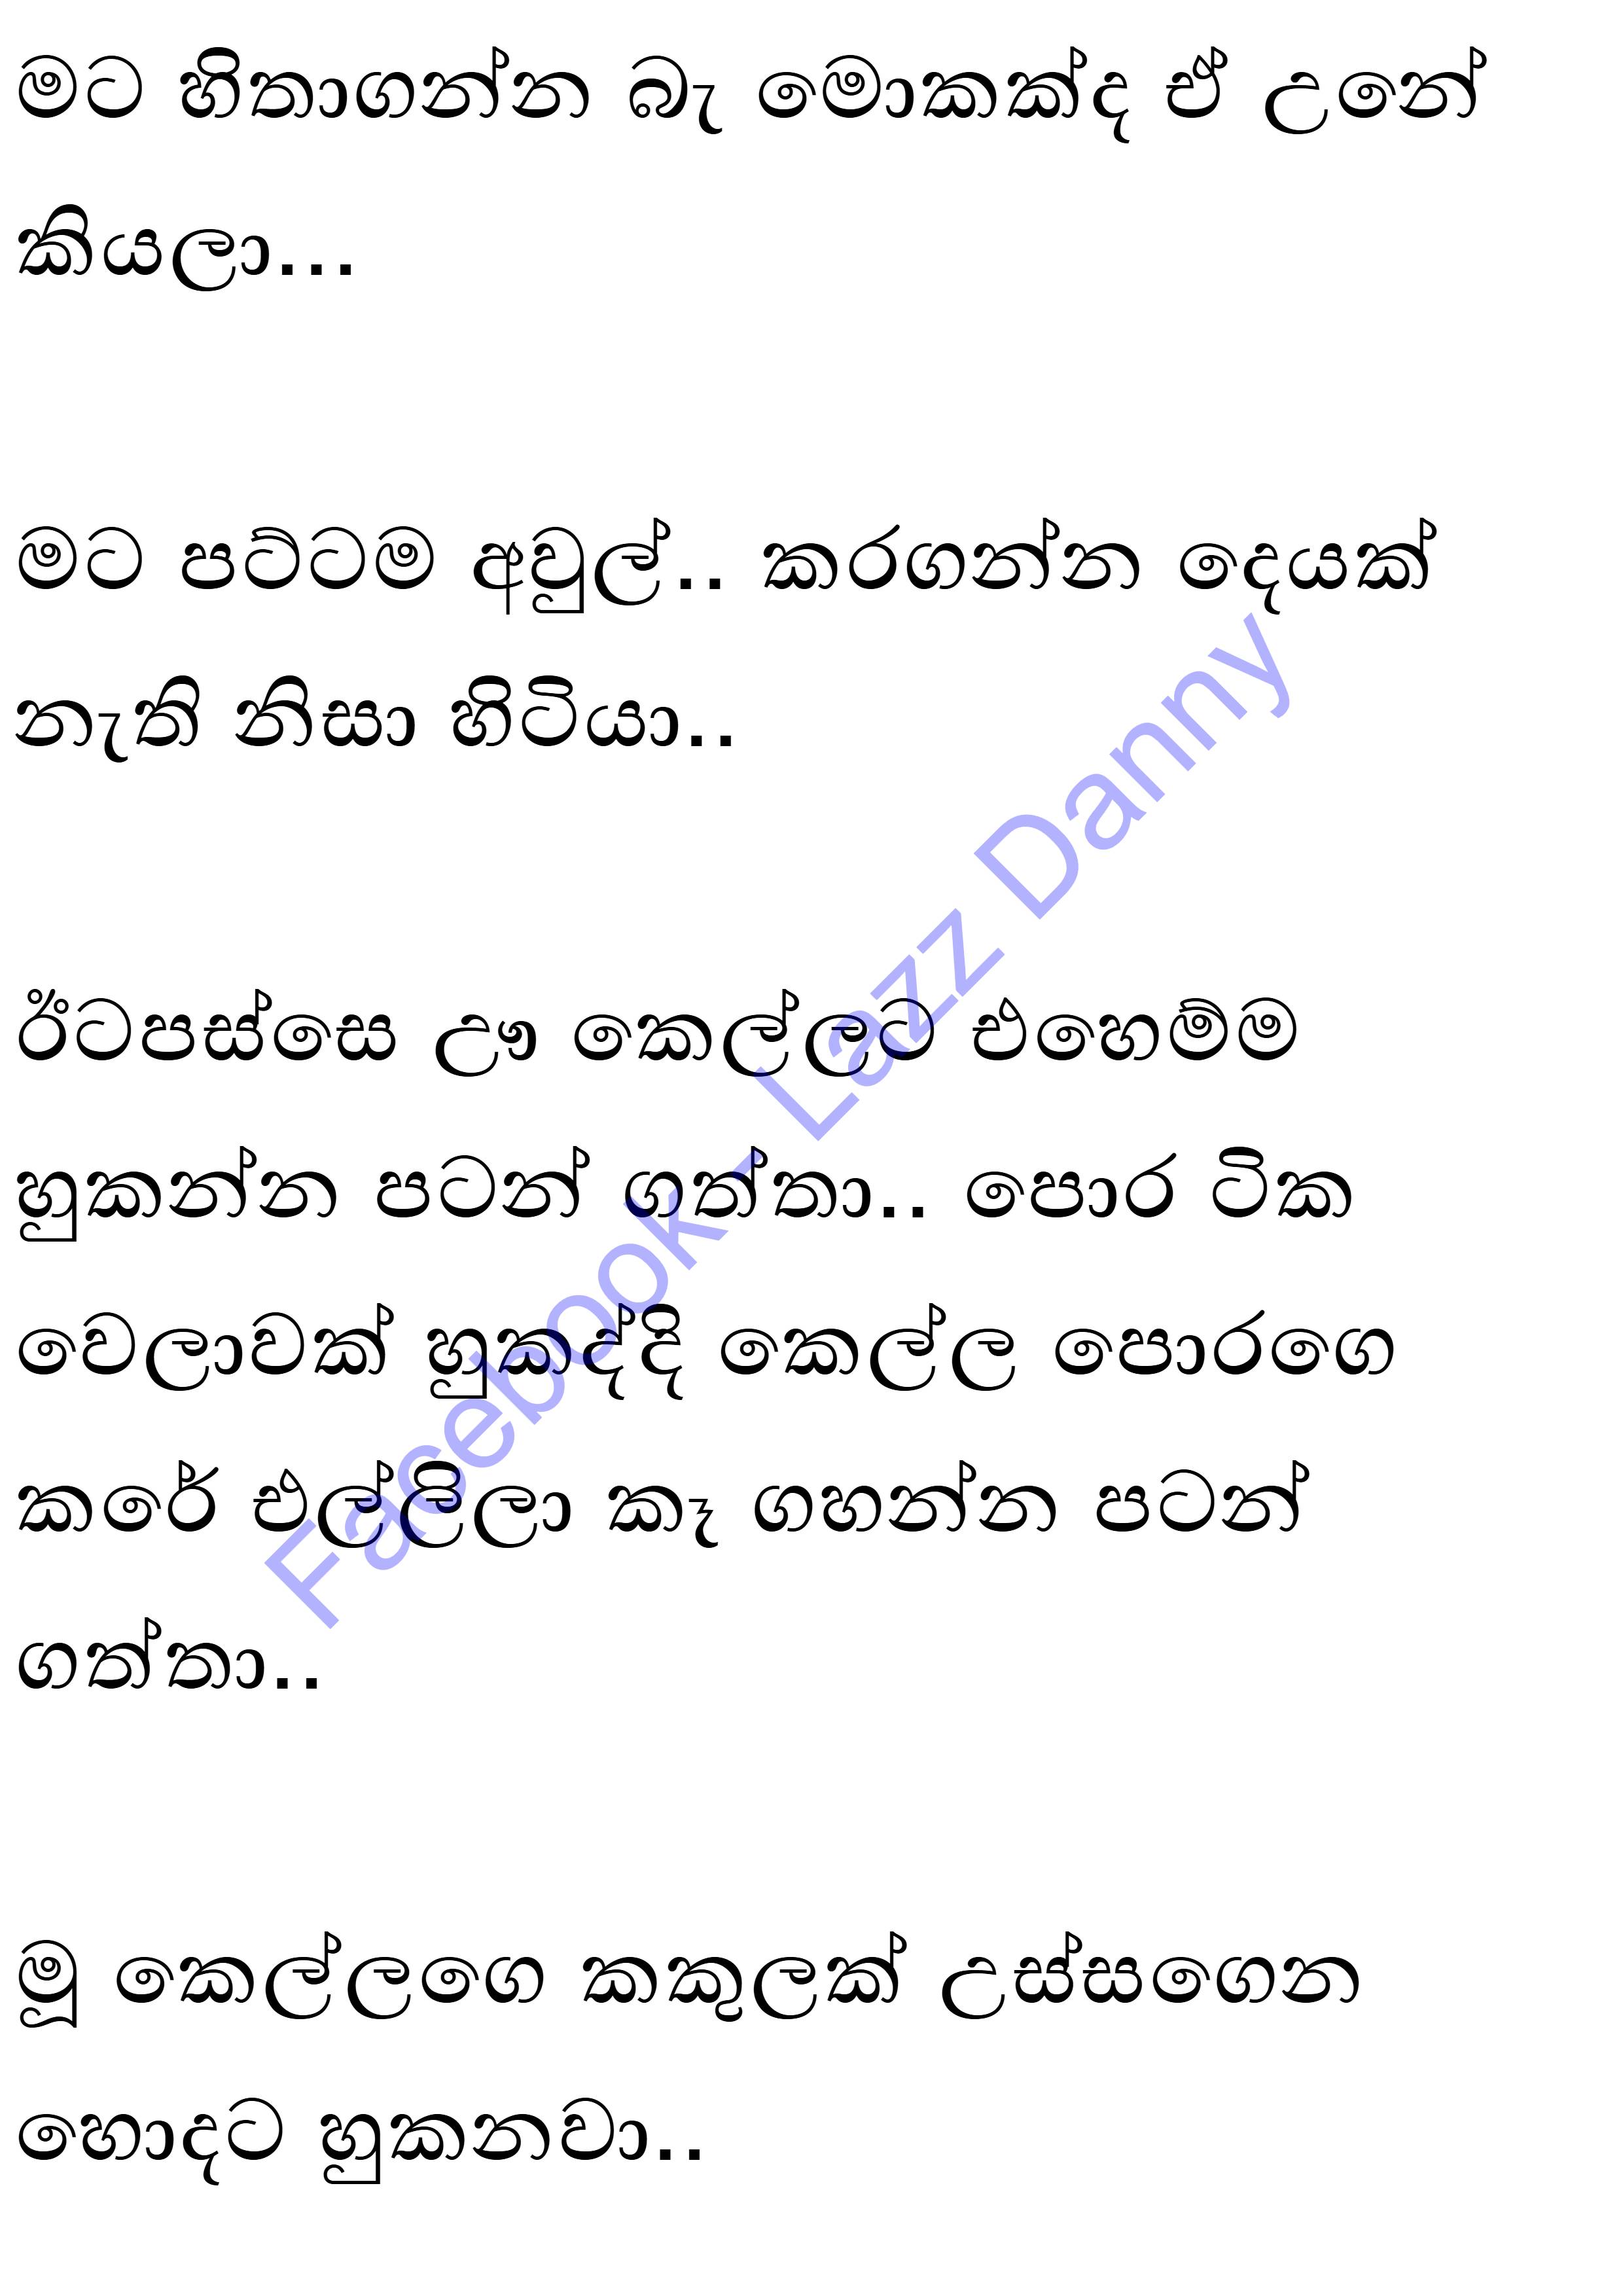 මට හිතාගන්න බැ මොකක්ද ඒ උනේ
කියලා...
මට පට්ටම අවුල්.. කරගන්න දෙයක්
නැති නිසා හිටියා..
ඊටපස්සෙ ඌ කෙල්ලට එහෙම්ම
හුකන්න පටන් ගත්තා.. පොර ටික
වෙලාවක් හුකද්දි කෙල්ල පොරගෙ
කරේ එල්ලිලා කෑ ගහන්න පටන්
ගත්තා..
මූ කෙල්ලගෙ කකුලක් උස්සගෙන
හොදට හුකනවා..
Facebook - Lazz Danny